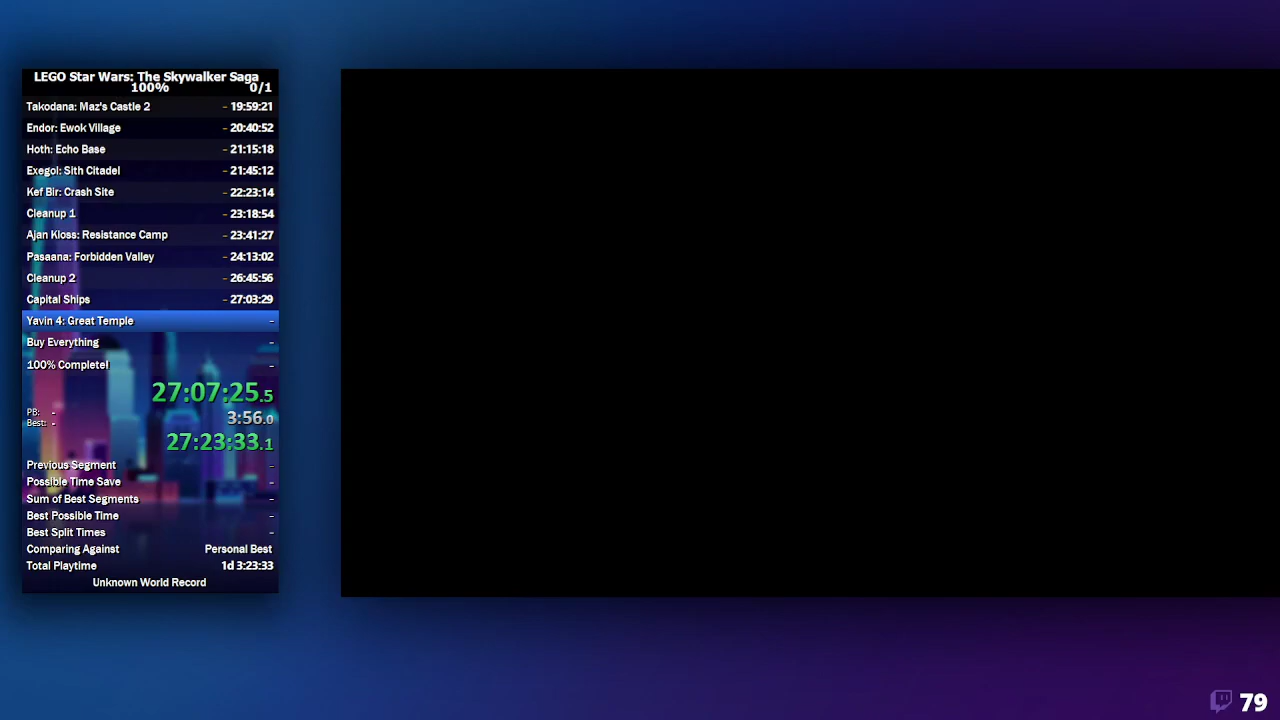 LEGO Star Wars: The Skywalker Saga
100% 0/1
Takodana: Maz's Castle 2 - 19:59:21
Endor: Ewok Village - 20:40:52
Hoth: Echo Base - 21:15:18
Exegol: Sith Citadel - 21:45:12
Kef Bir: Crash Site - 22:23:14
Cleanup 1 - 23:18:54
Ajan Kloss: Resistance Camp - 23:41:27
Pasaana: Forbidden Valley - 24:13:02
Cleanup 2 - 26:45:56
Capital Ships - 27:03:29
Yavin 4: Great Temple -
Buy Everything -
100% Complete! -
27:07:25.5
PB: - 3:56.0
Best: -
27:23:33.1
Previous Segment -
Possible Time Save -
Sum of Best Segments -
Best Possible Time -
Best Split Times -
Comparing Against Personal Best
Total Playtime 1d 3:23:33
Unknown World Record
79